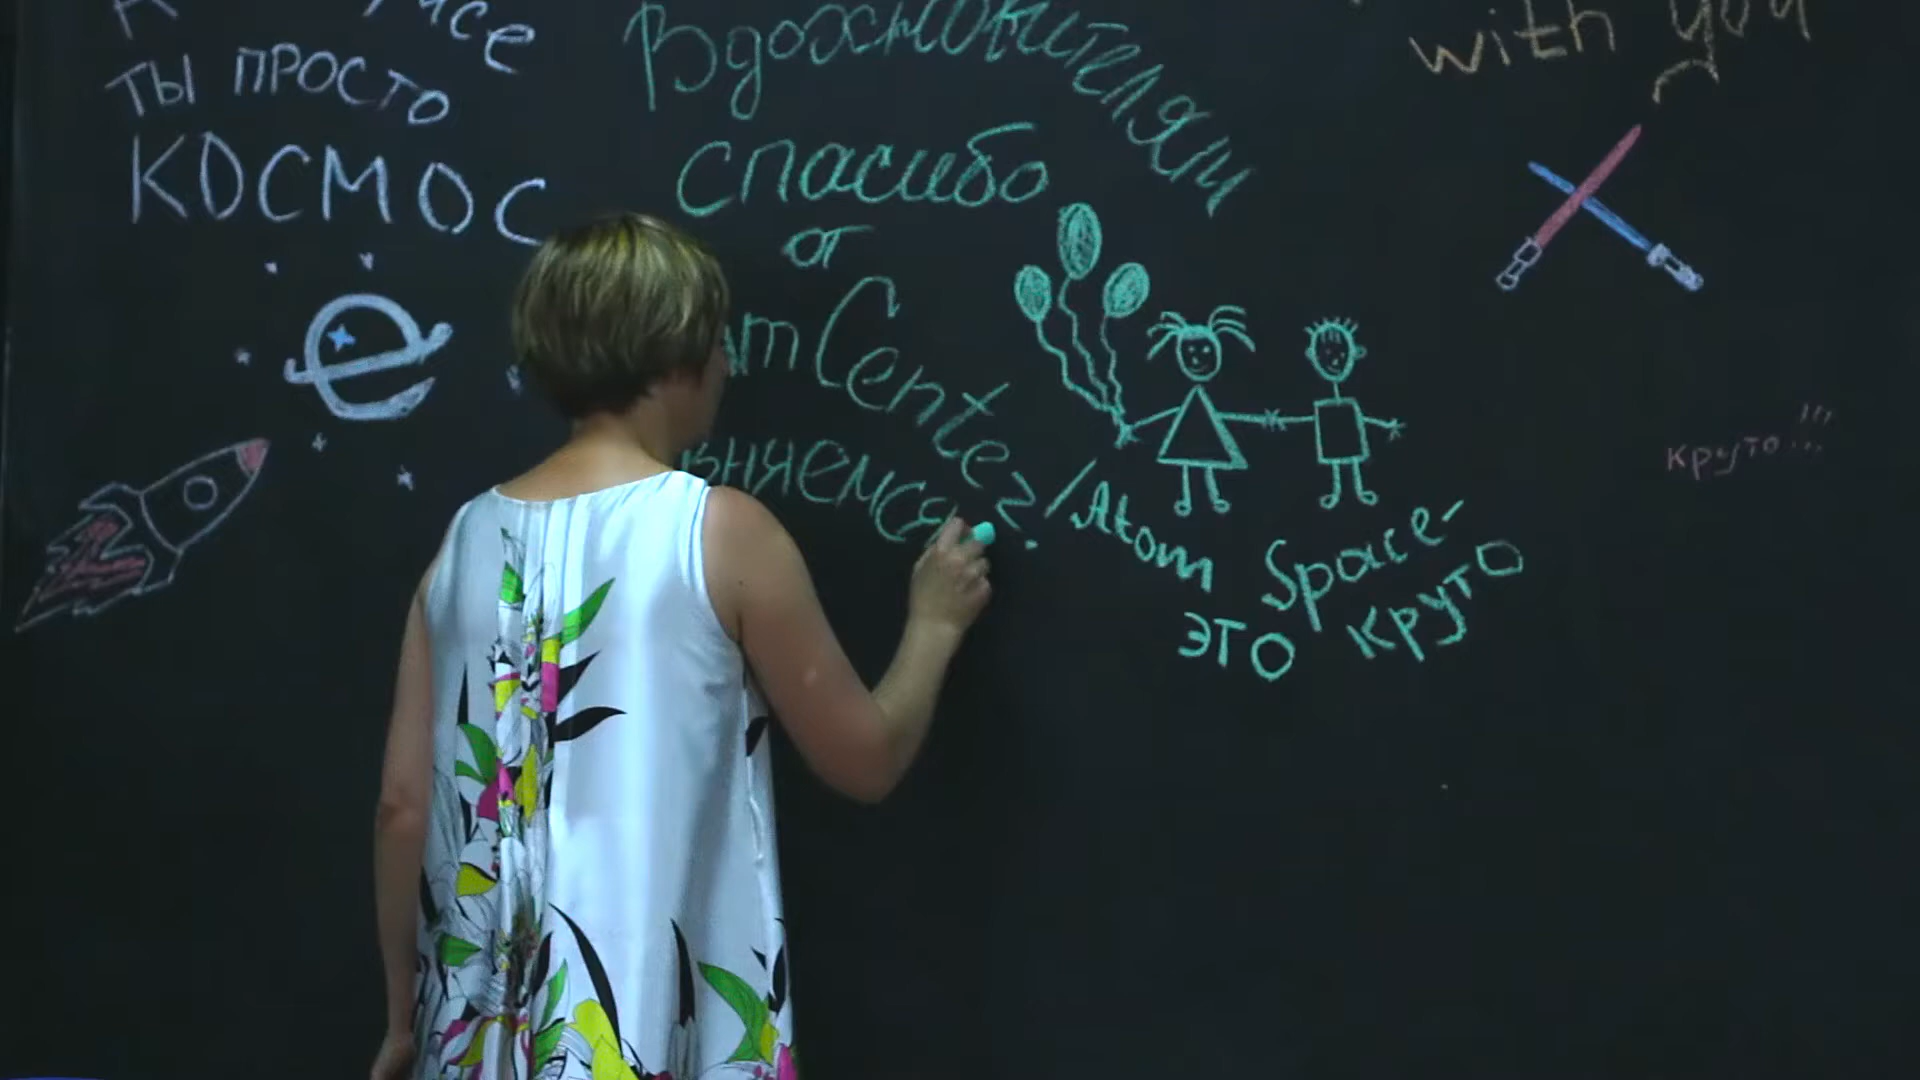 ты просто
космос
Вдохновителям
спасибо
от
Center
/Atom
Space-
это круто
with you
круто!!!